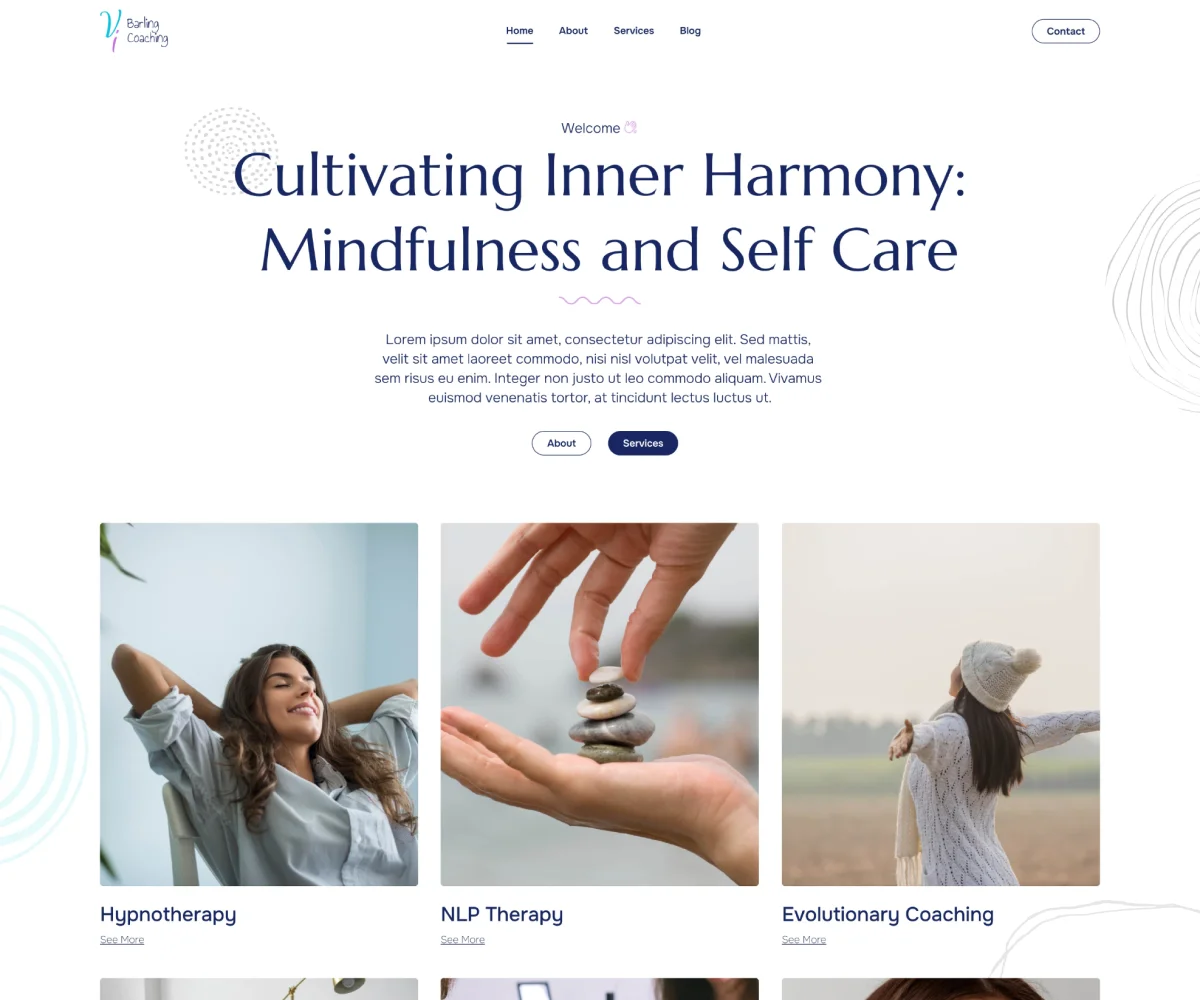 Vi
Barling
Coaching
Home About Services Blog
Contact
Welcome
Cultivating Inner Harmony:
Mindfulness and Self Care
Lorem ipsum dolor sit amet, consectetur adipiscing elit. Sed mattis,
velit sit amet laoreet commodo, nisi nisl volutpat velit, vel malesuada
sem risus eu enim. Integer non justo ut leo commodo aliquam. Vivamus
euismod venenatis tortor, at tincidunt lectus luctus ut.
About Services
Hypnotherapy
See More
NLP Therapy
See More
Evolutionary Coaching
See More